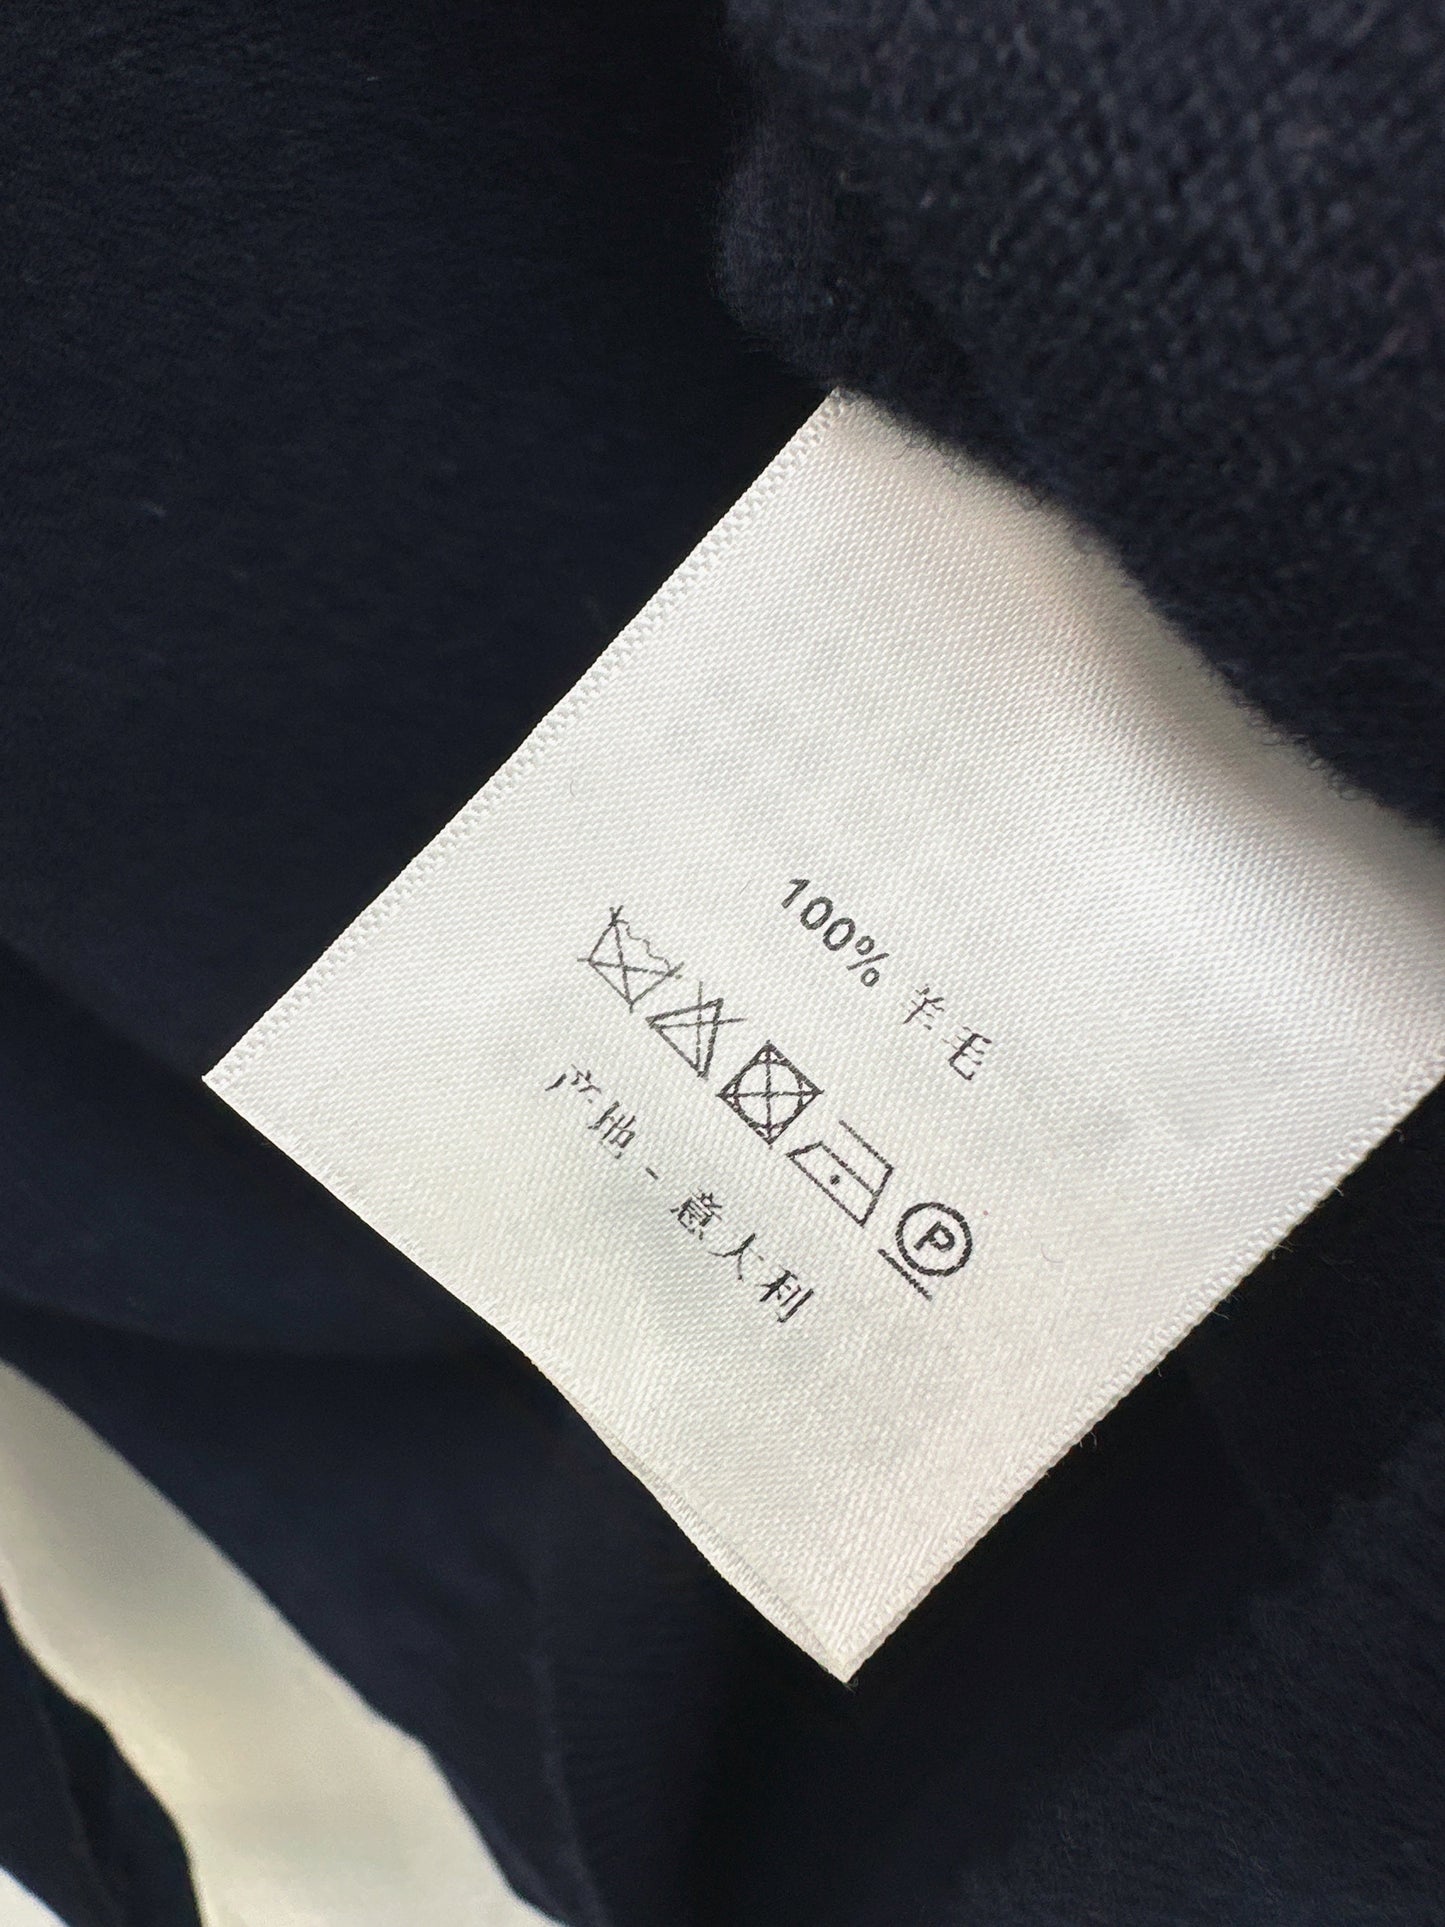 100% 羊毛
P
产地 - 意大利